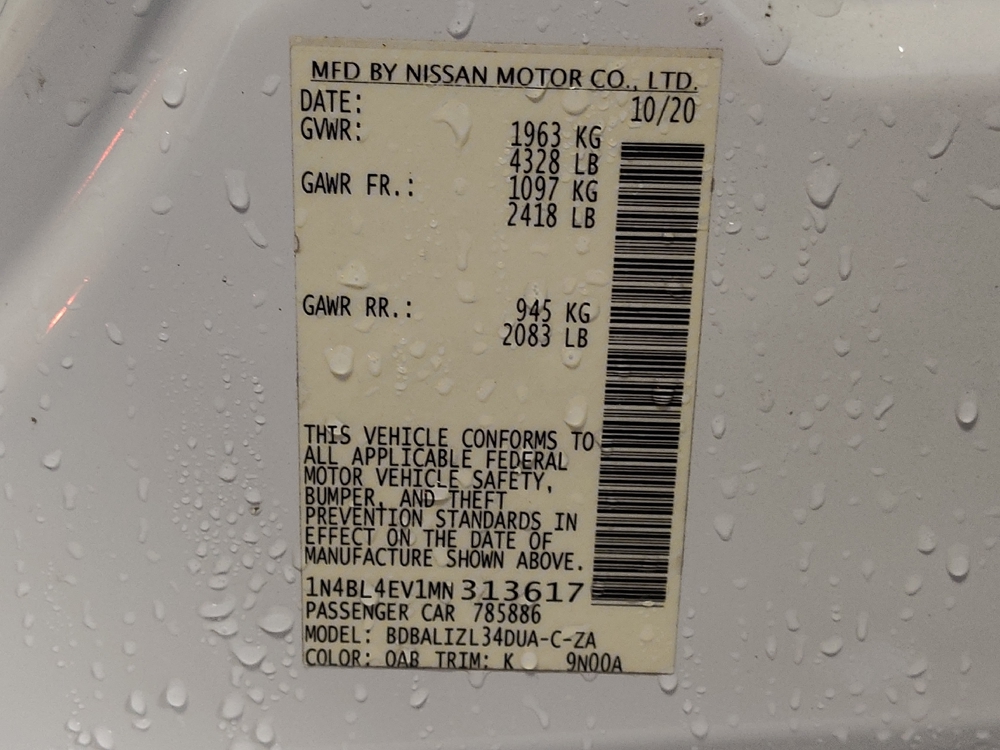 MFD BY NISSAN MOTOR CO., LTD.
DATE: 10/20
GVWR: 1963 KG
4328 LB
GAWR FR.: 1097 KG
2418 LB
GAWR RR.: 945 KG
2083 LB
THIS VEHICLE CONFORMS TO
ALL APPLICABLE FEDERAL
MOTOR VEHICLE SAFETY,
BUMPER, AND THEFT
PREVENTION STANDARDS IN
EFFECT ON THE DATE OF
MANUFACTURE SHOWN ABOVE.
1N4BL4EV1MN313617
PASSENGER CAR 785886
MODEL: BDBALIZL34DUA-C-ZA
COLOR: QAB TRIM: K 9N00A